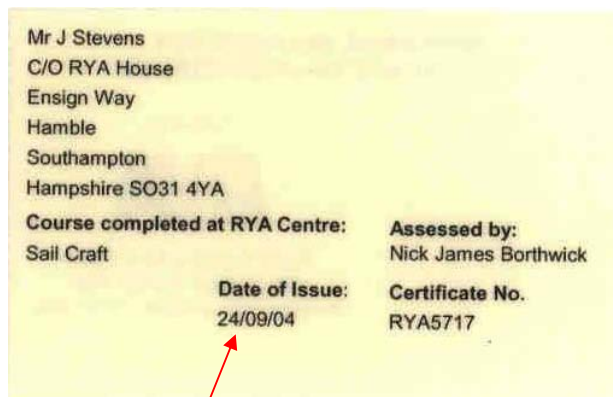 Mr J Stevens
C/O RYA House
Ensign Way
Hamble
Southampton
Hampshire SO31 4YA
Course completed at RYA Centre: Assessed by:
Sail Craft Nick James Borthwick
Date of Issue: Certificate No.
24/09/04 RYA5717